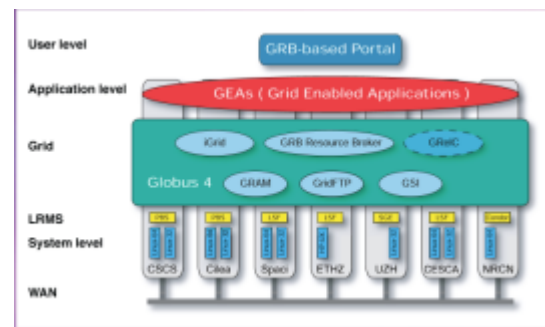 User level
GRB-based Portal
Application level
GEAs ( Grid Enabled Applications )
Grid
iGrid
GRB Resource Broker
GRelC
Globus 4
GRAM
GridFTP
GSI
LRMS
PBS
PBS
LSF
LSF
SGE
LSF
Condor
System level
CSCS
Cilea
Spaci
ETHZ
UZH
CESCA
NRCN
WAN